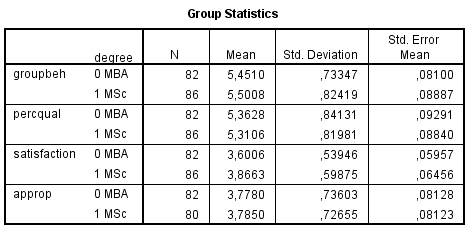 Group Statistics
degree N Mean Std. Deviation Std. Error Mean
groupbeh 0 MBA 82 5,4510 ,73347 ,08100
1 MSc 86 5,5008 ,82419 ,08887
percqual 0 MBA 82 5,3628 ,84131 ,09291
1 MSc 86 5,3106 ,81981 ,08840
satisfaction 0 MBA 82 3,6006 ,53946 ,05957
1 MSc 86 3,8663 ,59875 ,06456
approp 0 MBA 82 3,7780 ,73603 ,08128
1 MSc 80 3,7850 ,72655 ,08123